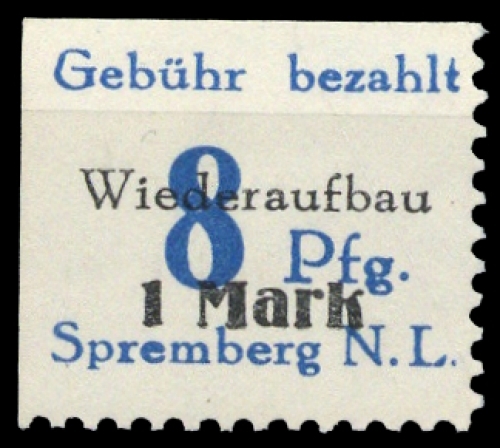 Gebühr bezahlt
Wiederaufbau
8 Pfg.
1 Mark
Spremberg N.L.